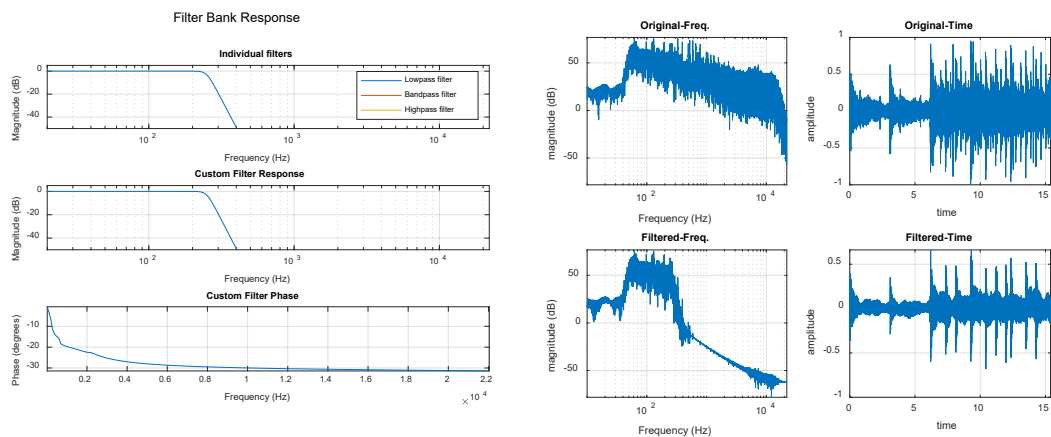 Filter Bank Response
Individual filters
Magnitude (dB)
0
-20
-40
Lowpass filter
Bandpass filter
Highpass filter
10 2
10 3
10 4
Frequency (Hz)
Custom Filter Response
Magnitude (dB)
0
-20
-40
10 2
10 3
10 4
Frequency (Hz)
Custom Filter Phase
Phase (degrees)
-10
-20
-30
0.2
0.4
0.6
0.8
1
1.2
1.4
1.6
1.8
2
2.2
Frequency (Hz)
× 10 4
Original-Freq.
magnitude (dB)
50
0
-50
10 2
10 4
Frequency (Hz)
Original-Time
amplitude
1
0.5
0
-0.5
-1
0
5
10
15
time
Filtered-Freq.
magnitude (dB)
50
0
-50
10 2
10 4
Frequency (Hz)
Filtered-Time
amplitude
0.5
0
-0.5
-1
0
5
10
15
time